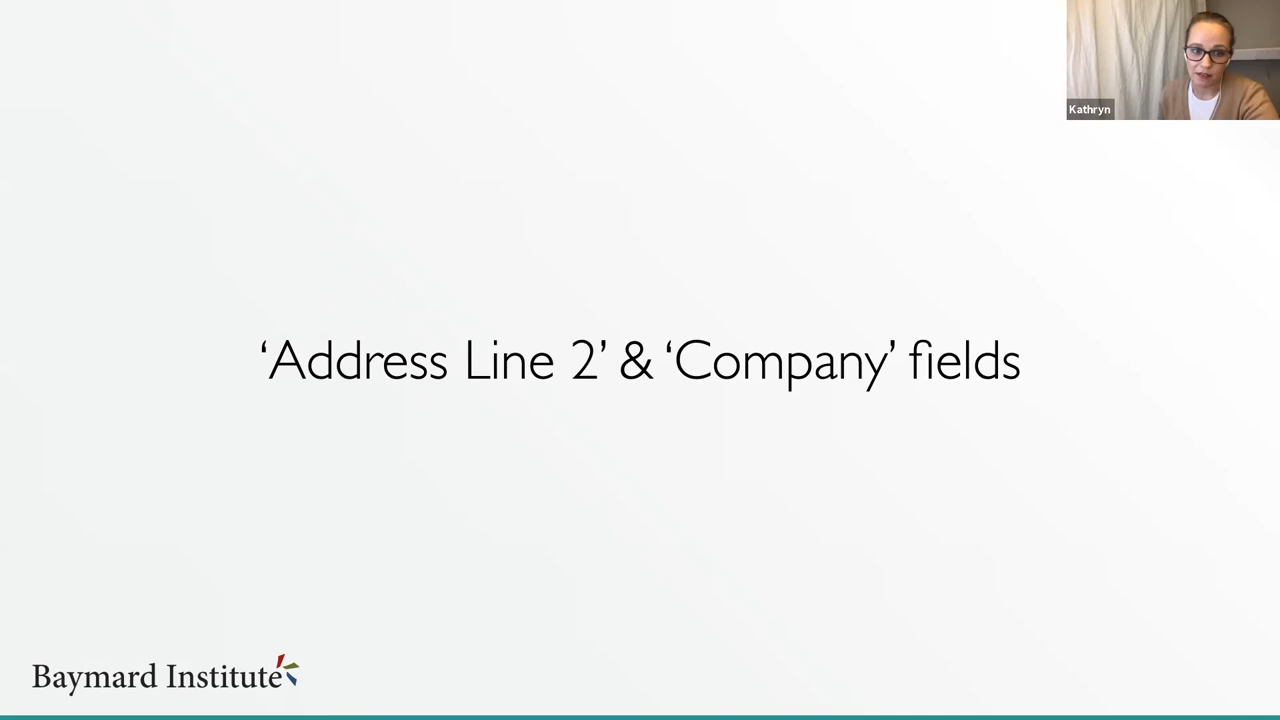 Kathryn
‘Address Line 2’ & ‘Company’ fields
Baymard Institute